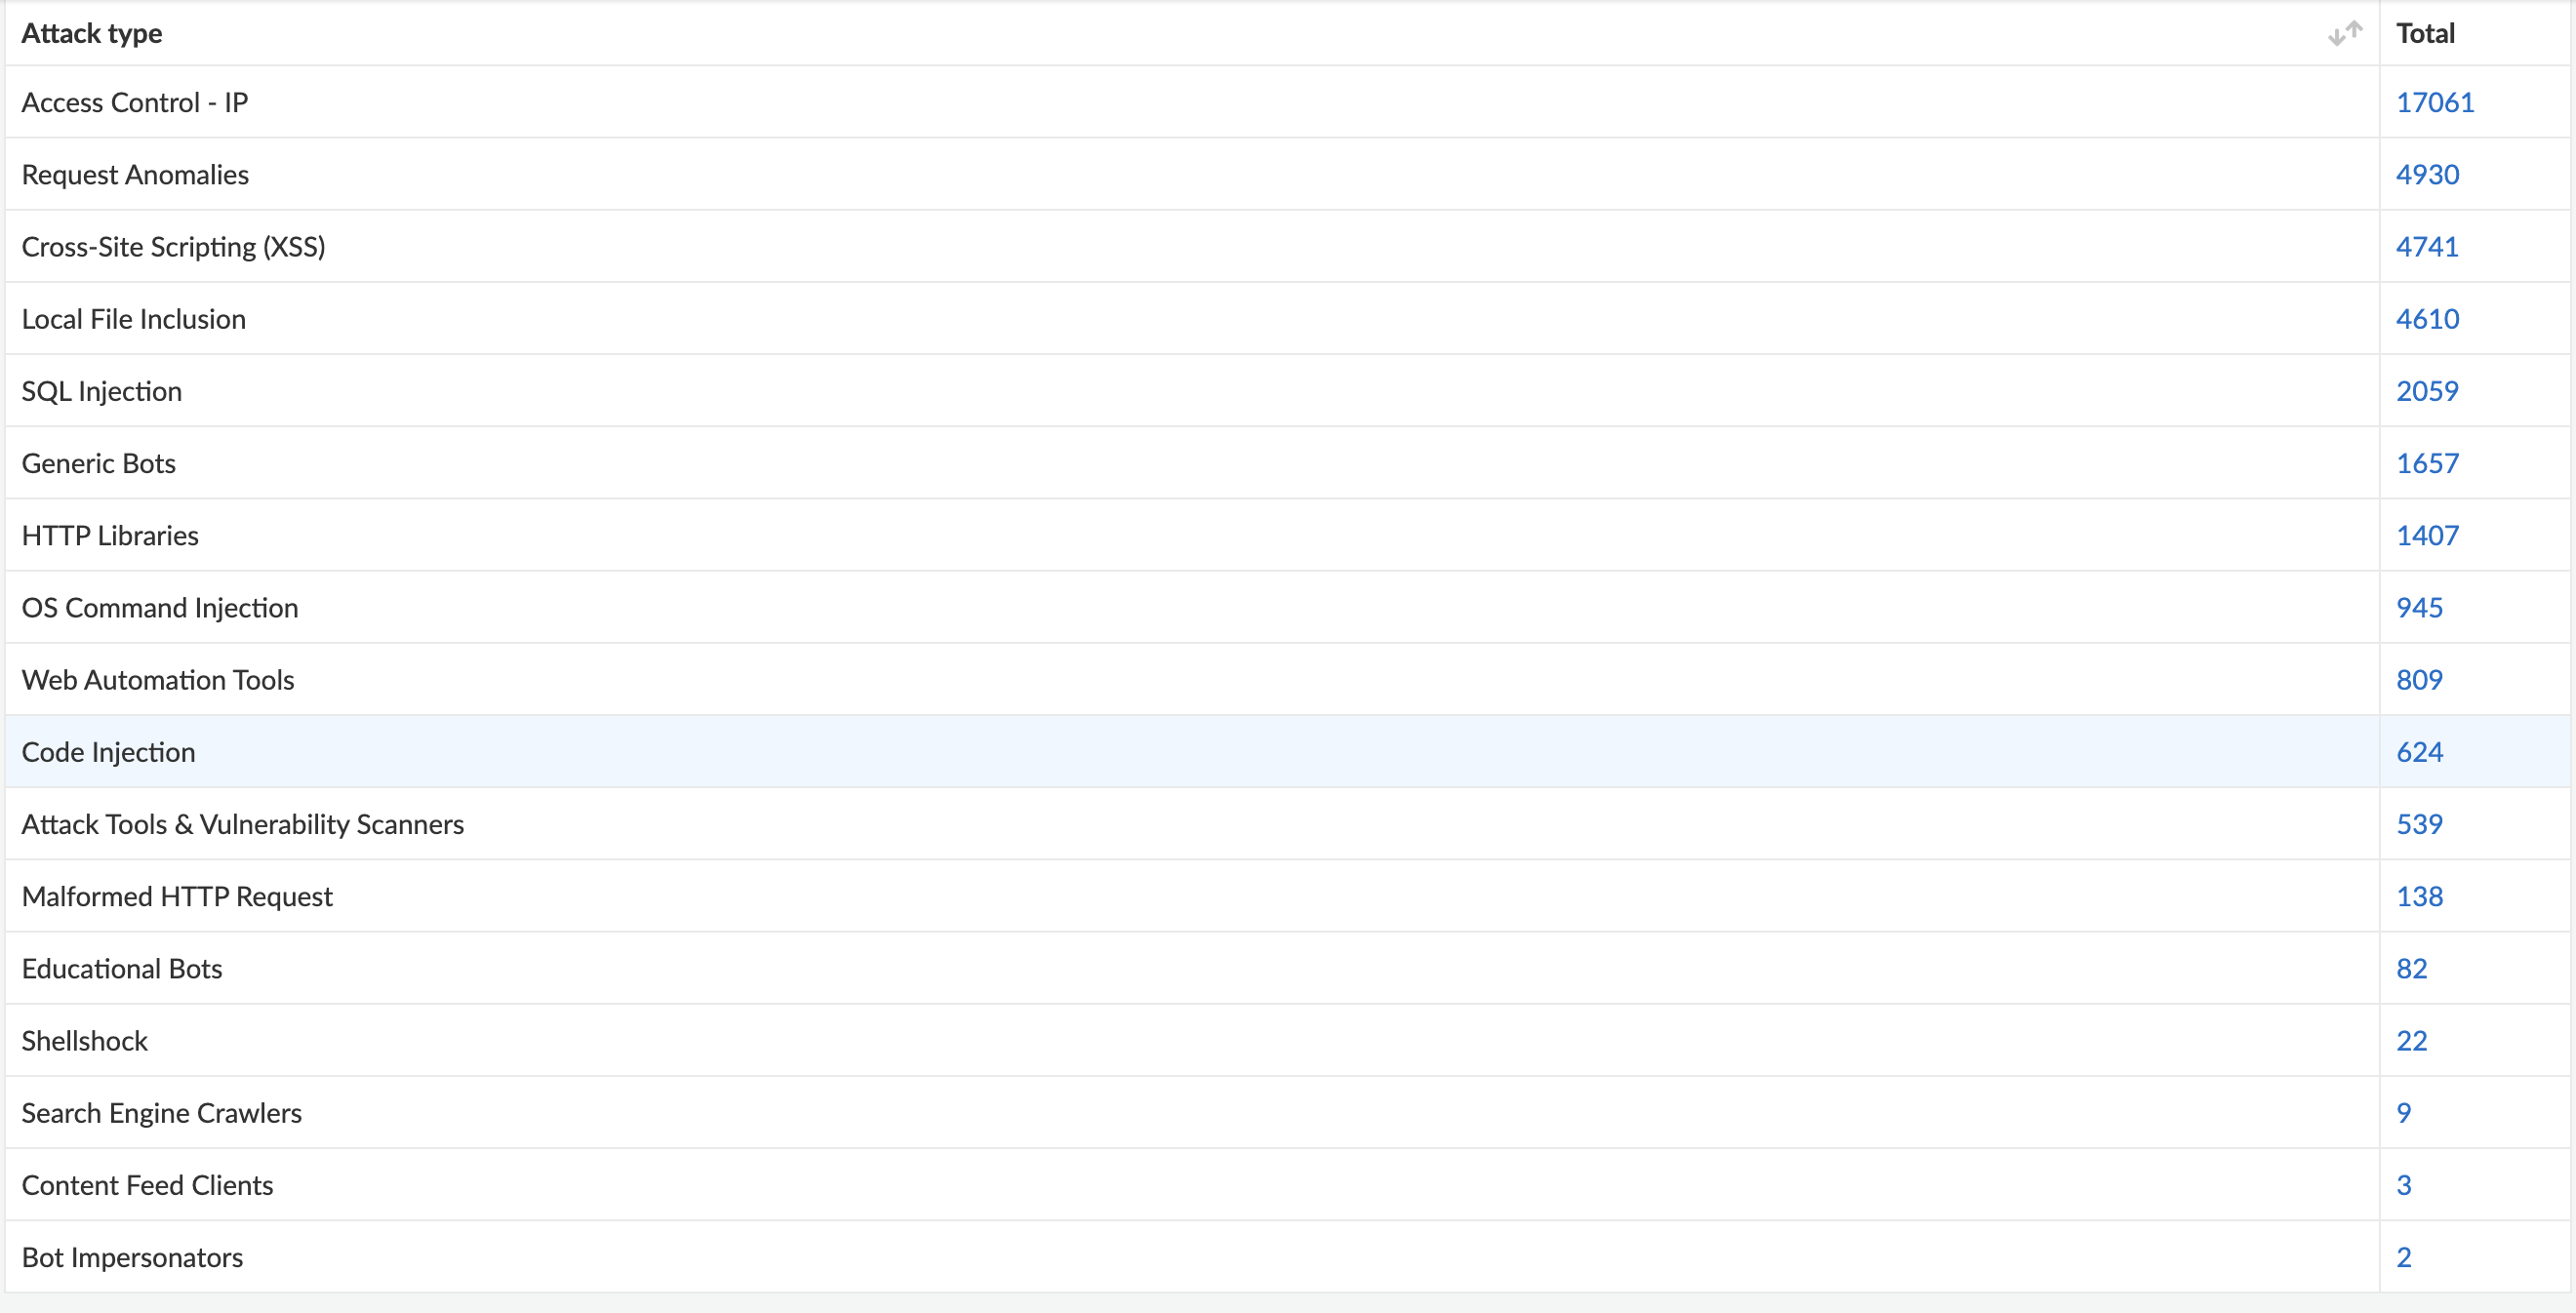 Attack type Total
Access Control - IP 17061
Request Anomalies 4930
Cross-Site Scripting (XSS) 4741
Local File Inclusion 4610
SQL Injection 2059
Generic Bots 1657
HTTP Libraries 1407
OS Command Injection 945
Web Automation Tools 809
Code Injection 624
Attack Tools & Vulnerability Scanners 539
Malformed HTTP Request 138
Educational Bots 82
Shellshock 22
Search Engine Crawlers 9
Content Feed Clients 3
Bot Impersonators 2